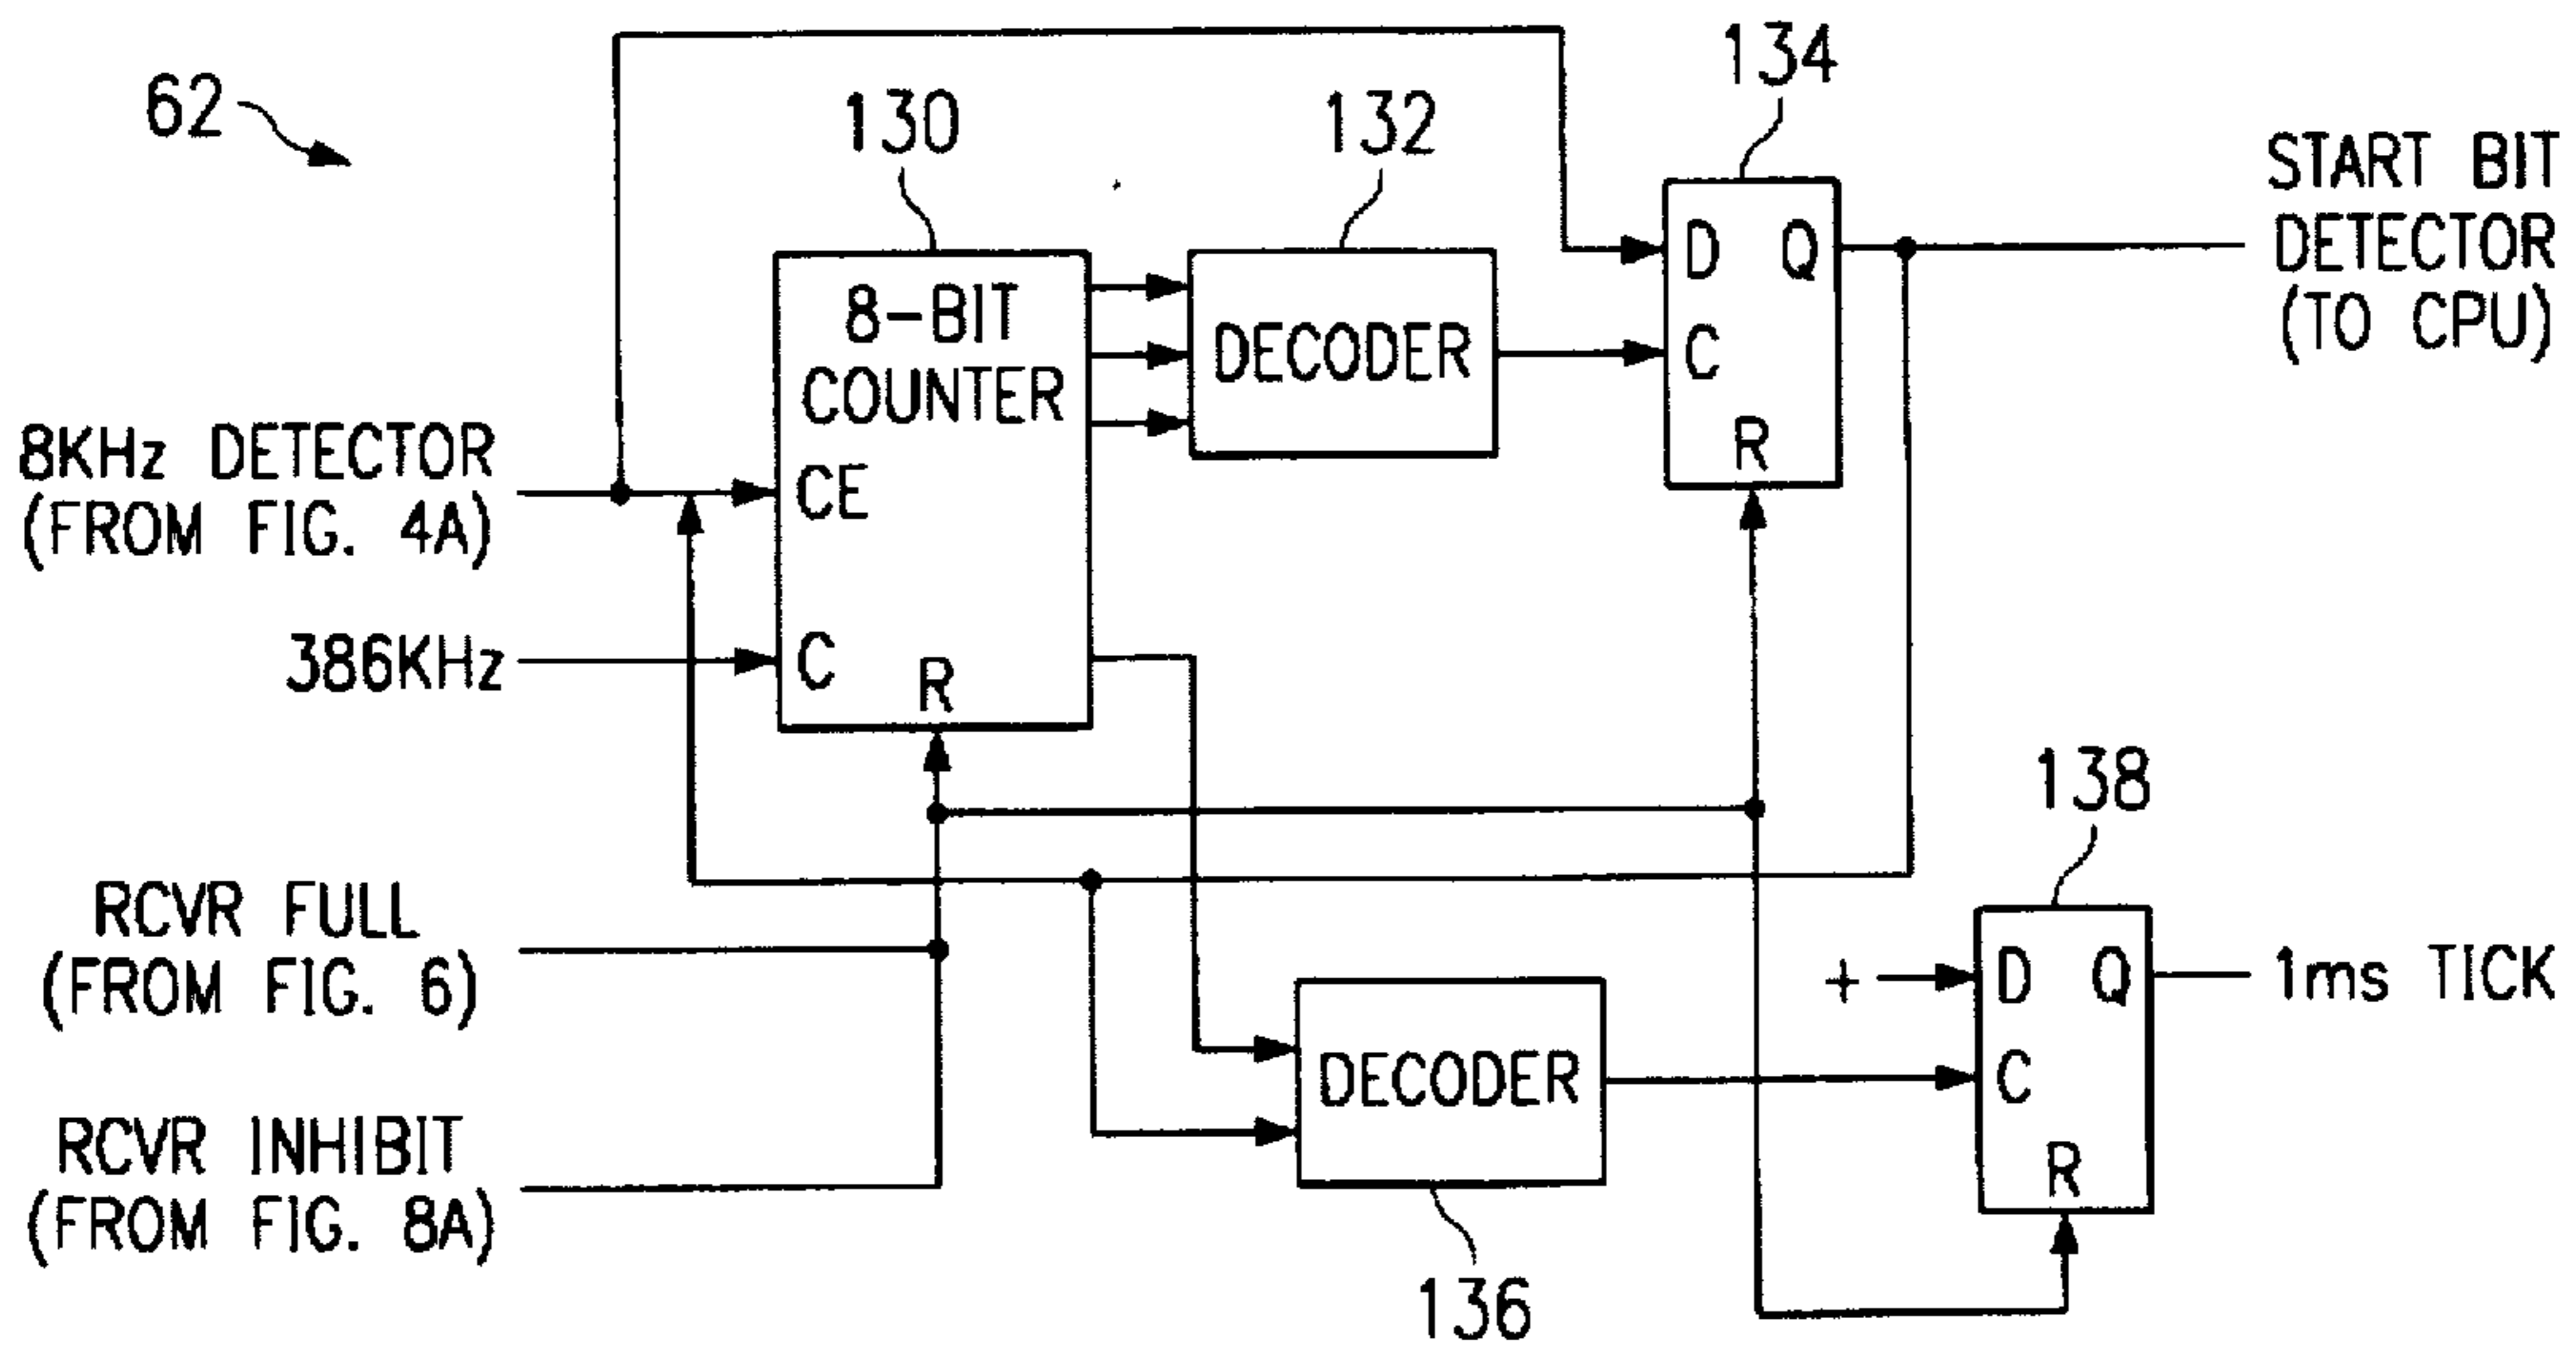 62
130
132
134
START BIT
DETECTOR
(TO CPU)
8-BIT
COUNTER
CE
C
R
DECODER
D Q
C
R
8KHz DETECTOR
(FROM FIG. 4A)
386KHz
RCVR FULL
(FROM FIG. 6)
RCVR INHIBIT
(FROM FIG. 8A)
DECODER
136
138
+
D Q
C
R
1ms TICK